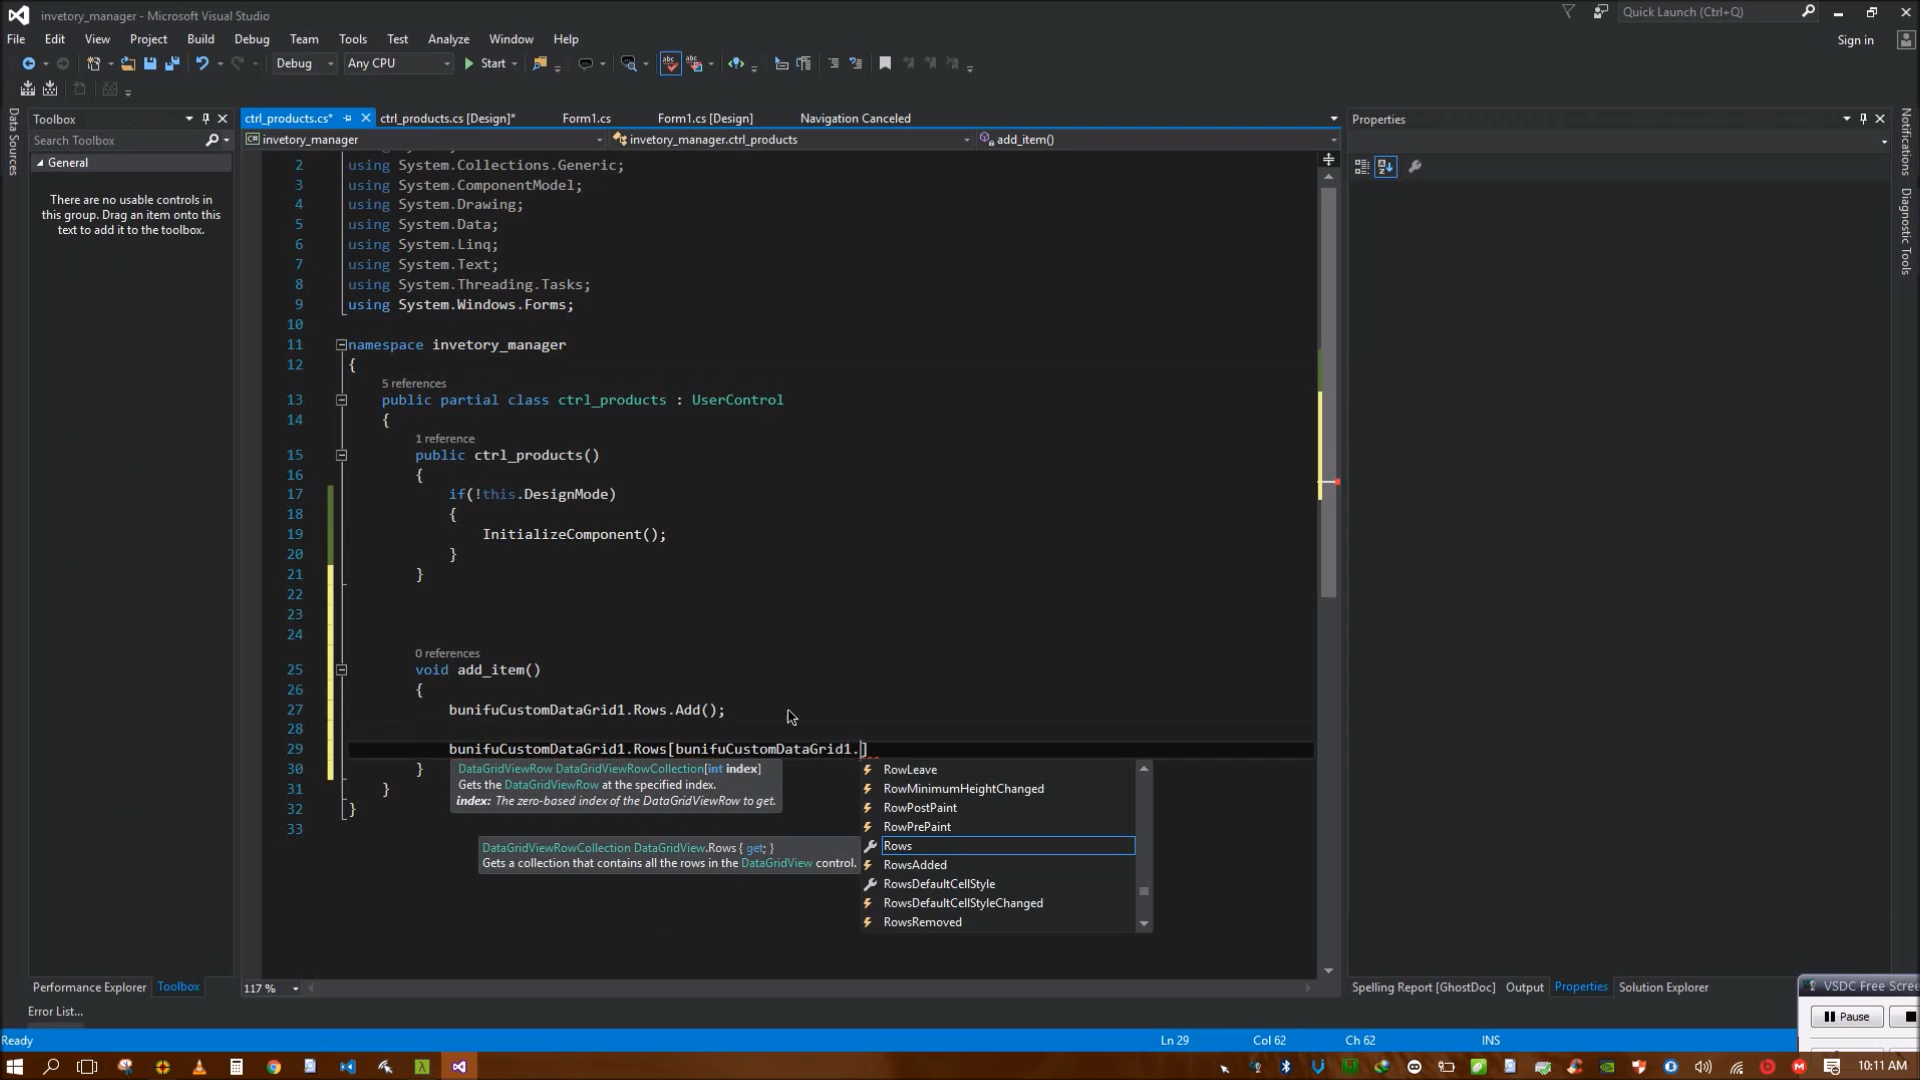 invetory_manager - Microsoft Visual Studio
Quick Launch (Ctrl+Q)
File Edit View Project Build Debug Team Tools Test Analyze Window Help
Sign in
Debug Any CPU Start
Data Sources
Toolbox
Search Toolbox
General
There are no usable controls in
this group. Drag an item onto this
text to add it to the toolbox.
ctrl_products.cs* ctrl_products.cs [Design]* Form1.cs Form1.cs [Design] Navigation Canceled
invetory_manager invetory_manager.ctrl_products add_item()
2 using System.Collections.Generic;
3 using System.ComponentModel;
4 using System.Drawing;
5 using System.Data;
6 using System.Linq;
7 using System.Text;
8 using System.Threading.Tasks;
9 using System.Windows.Forms;
10
11 namespace invetory_manager
12 {
5 references
13 public partial class ctrl_products : UserControl
14 {
1 reference
15 public ctrl_products()
16 {
17 if(!this.DesignMode)
18 {
19 InitializeComponent();
20 }
21 }
22
23
24
0 references
25 void add_item()
26 {
27 bunifuCustomDataGrid1.Rows.Add();
28
29 bunifuCustomDataGrid1.Rows[bunifuCustomDataGrid1.]
30 }
31 }
32 }
33
DataGridViewRow DataGridViewRowCollection[int index]
Gets the DataGridViewRow at the specified index.
index: The zero-based index of the DataGridViewRow to get.
DataGridViewRowCollection DataGridView.Rows { get; }
Gets a collection that contains all the rows in the DataGridView control.
RowLeave
RowMinimumHeightChanged
RowPostPaint
RowPrePaint
Rows
RowsAdded
RowsDefaultCellStyle
RowsDefaultCellStyleChanged
RowsRemoved
Properties
Notifications
Diagnostic Tools
117 %
Performance Explorer Toolbox
Spelling Report [GhostDoc] Output Properties Solution Explorer
VSDC Free Scree
Pause
Error List...
Ready
Ln 29 Col 62 Ch 62 INS
10:11 AM